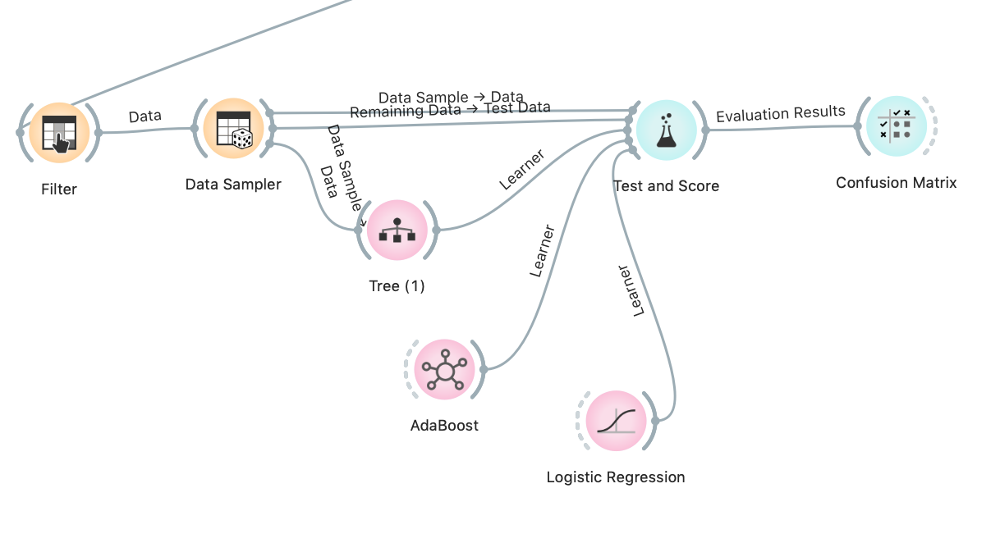 Data Sample → Data
Remaining Data → Test Data
Data
Evaluation Results
Filter
Data Sampler
Test and Score
Confusion Matrix
Data Sample →
Data
Learner
Tree (1)
Learner
Learner
AdaBoost
Logistic Regression